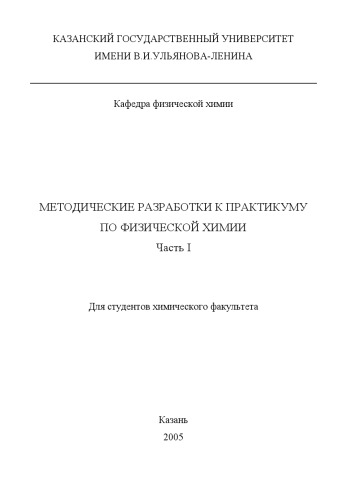 КАЗАНСКИЙ ГОСУДАРСТВЕННЫЙ УНИВЕРСИТЕТ
ИМЕНИ В.И.УЛЬЯНОВА-ЛЕНИНА
Кафедра физической химии
МЕТОДИЧЕСКИЕ РАЗРАБОТКИ К ПРАКТИКУМУ
ПО ФИЗИЧЕСКОЙ ХИМИИ
Часть I
Для студентов химического факультета
Казань
2005